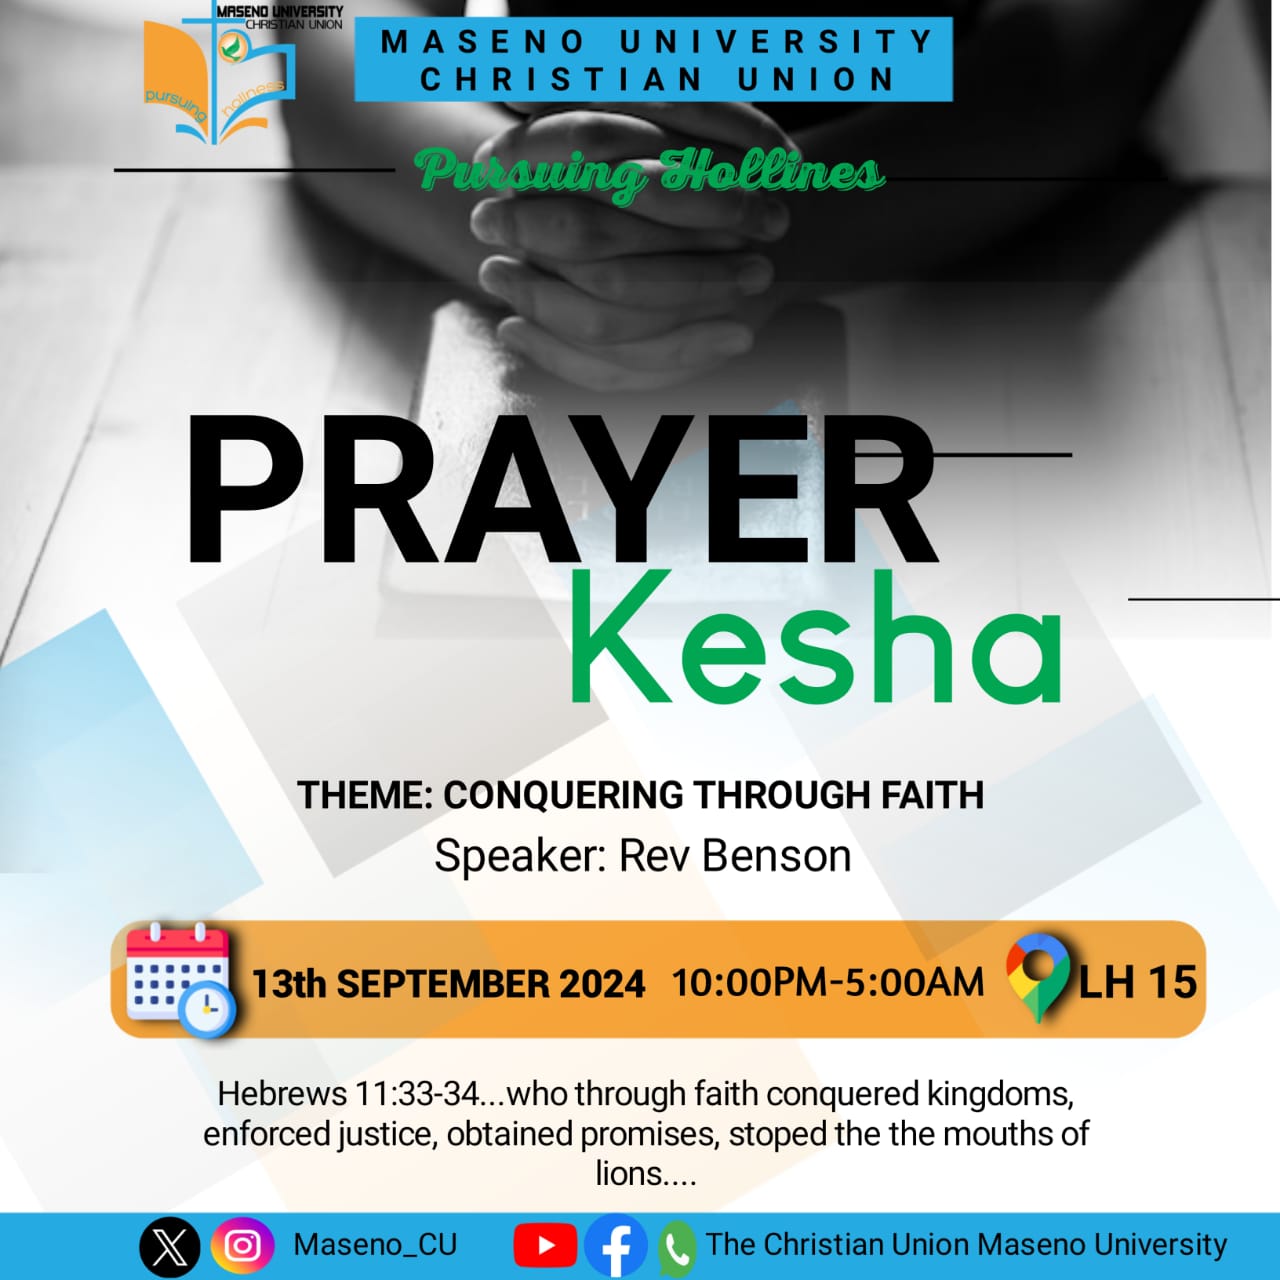 MASENO UNIVERSITY
CHRISTIAN UNION
pursuing holiness
MASENO UNIVERSITY
CHRISTIAN UNION
Pursuing Hollines
PRAYER
Kesha
THEME: CONQUERING THROUGH FAITH
Speaker: Rev Benson
13th SEPTEMBER 2024 10:00PM-5:00AM LH 15
Hebrews 11:33-34...who through faith conquered kingdoms,
enforced justice, obtained promises, stoped the the mouths of
lions....
Maseno_CU The Christian Union Maseno University